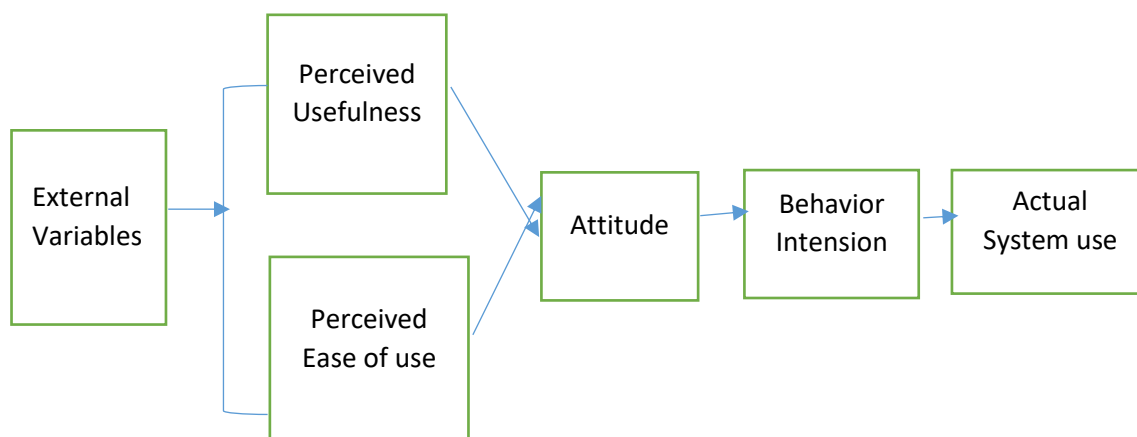 External
Variables
Perceived
Usefulness
Perceived
Ease of use
Attitude
Behavior
Intension
Actual
System use